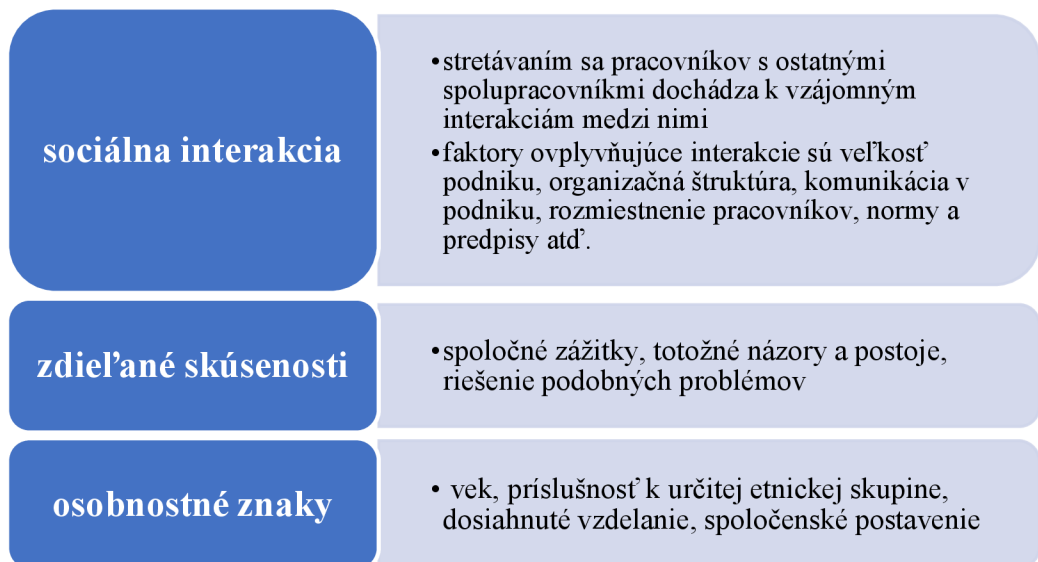 sociálna interakcia
•stretávaním sa pracovníkov s ostatnými
spolupracovníkmi dochádza k vzájomným
interakciám medzi nimi
•faktory ovplyvňujúce interakcie sú veľkosť
podniku, organizačná štruktúra, komunikácia v
podniku, rozmiestnenie pracovníkov, normy a
predpisy atď.
zdieľané skúsenosti
•spoločné zážitky, totožné názory a postoje,
riešenie podobných problémov
osobnostné znaky
• vek, príslušnosť k určitej etnickej skupine,
dosiahnuté vzdelanie, spoločenské postavenie